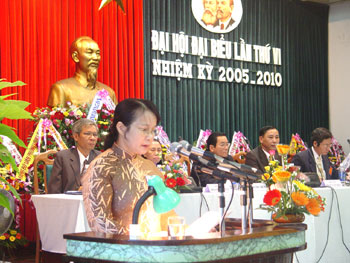 ĐẠI HỘI ĐẠI BIỂU LẦN THỨ VI
NHIỆM KỲ 2005-2010